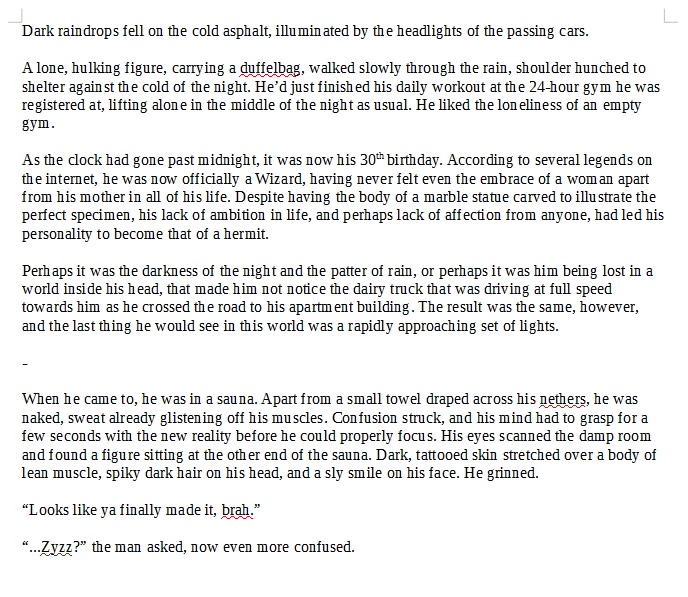 Dark raindrops fell on the cold asphalt, illuminated by the headlights of the passing cars.
A lone, hulking figure, carrying a duffelbag, walked slowly through the rain, shoulder hunched to
shelter against the cold of the night. He’d just finished his daily workout at the 24-hour gym he was
registered at, lifting alone in the middle of the night as usual. He liked the loneliness of an empty
gym.
As the clock had gone past midnight, it was now his 30th birthday. According to several legends on
the internet, he was now officially a Wizard, having never felt even the embrace of a woman apart
from his mother in all of his life. Despite having the body of a marble statue carved to illustrate the
perfect specimen, his lack of ambition in life, and perhaps lack of affection from anyone, had led his
personality to become that of a hermit.
Perhaps it was the darkness of the night and the patter of rain, or perhaps it was him being lost in a
world inside his head, that made him not notice the dairy truck that was driving at full speed
towards him as he crossed the road to his apartment building. The result was the same, however,
and the last thing he would see in this world was a rapidly approaching set of lights.
-
When he came to, he was in a sauna. Apart from a small towel draped across his nethers, he was
naked, sweat already glistening off his muscles. Confusion struck, and his mind had to grasp for a
few seconds with the new reality before he could properly focus. His eyes scanned the damp room
and found a figure sitting at the other end of the sauna. Dark, tattooed skin stretched over a body of
lean muscle, spiky dark hair on his head, and a sly smile on his face. He grinned.
“Looks like ya finally made it, brah.”
“...Zyzz?” the man asked, now even more confused.